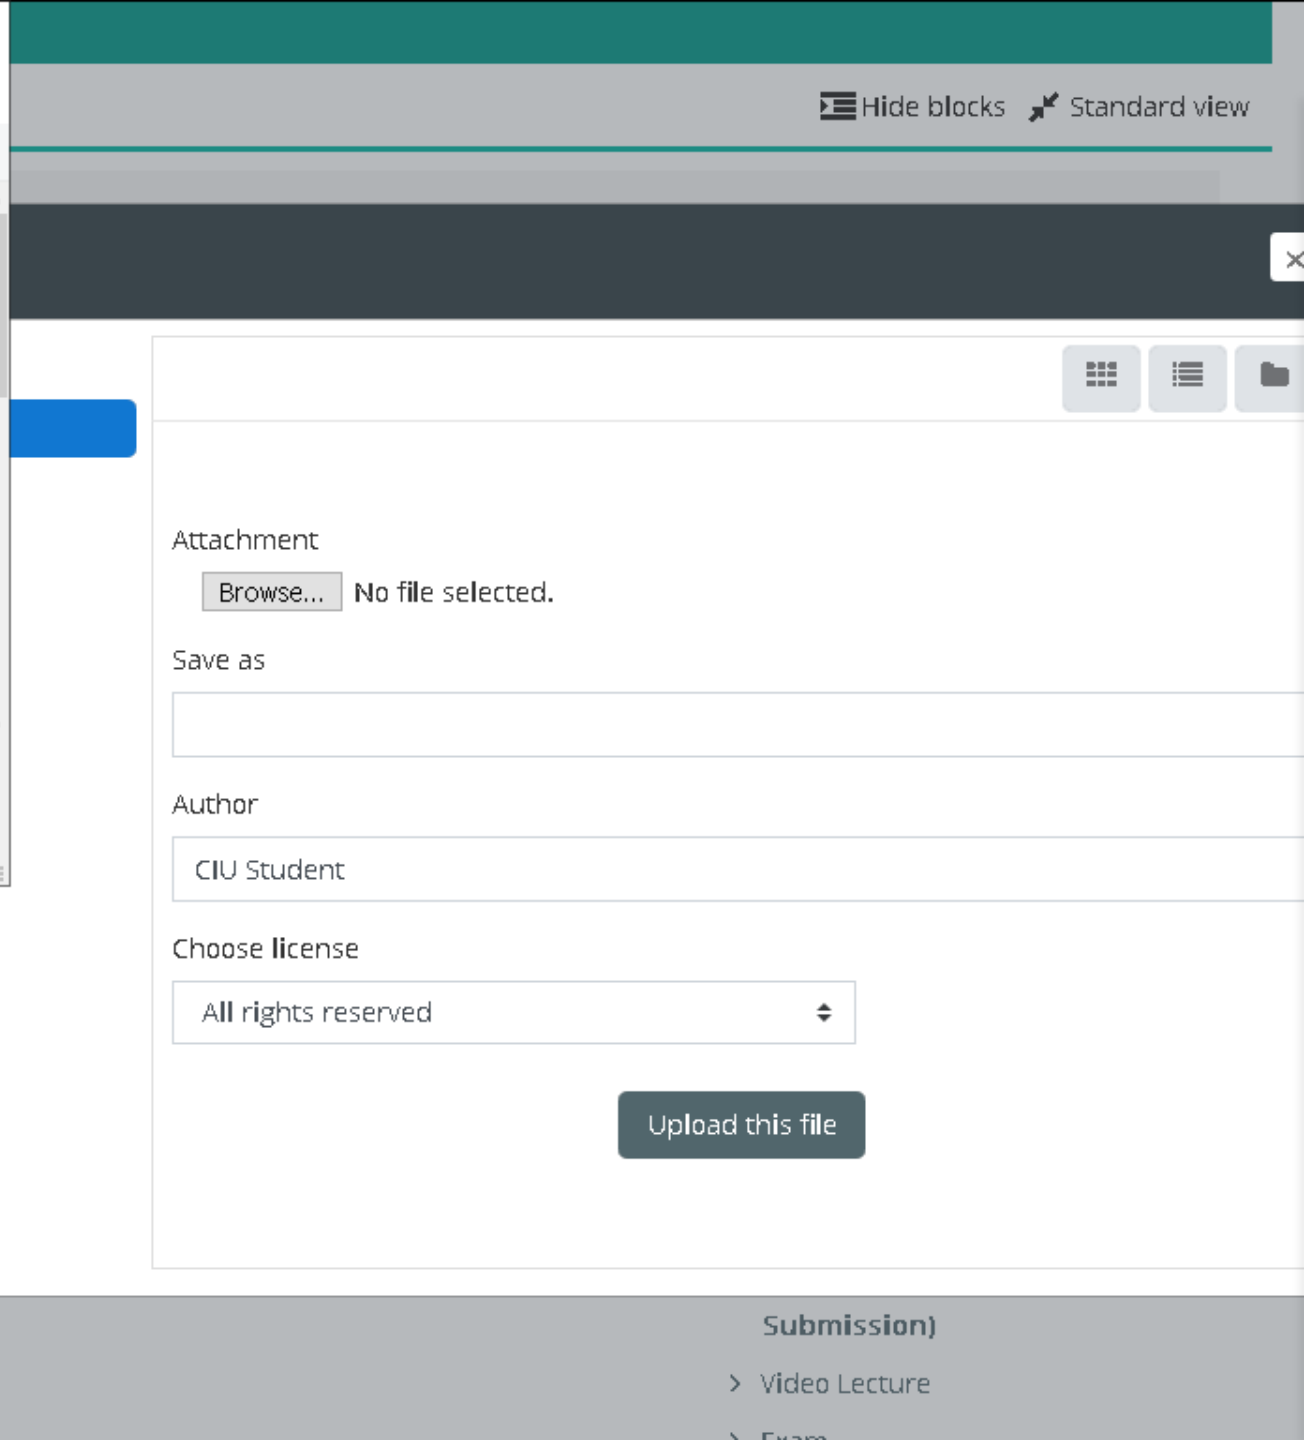 Hide blocks Standard view
Attachment
Browse... No file selected.
Save as
Author
CIU Student
Choose license
All rights reserved
Upload this file
Submission)
Video Lecture
Exam